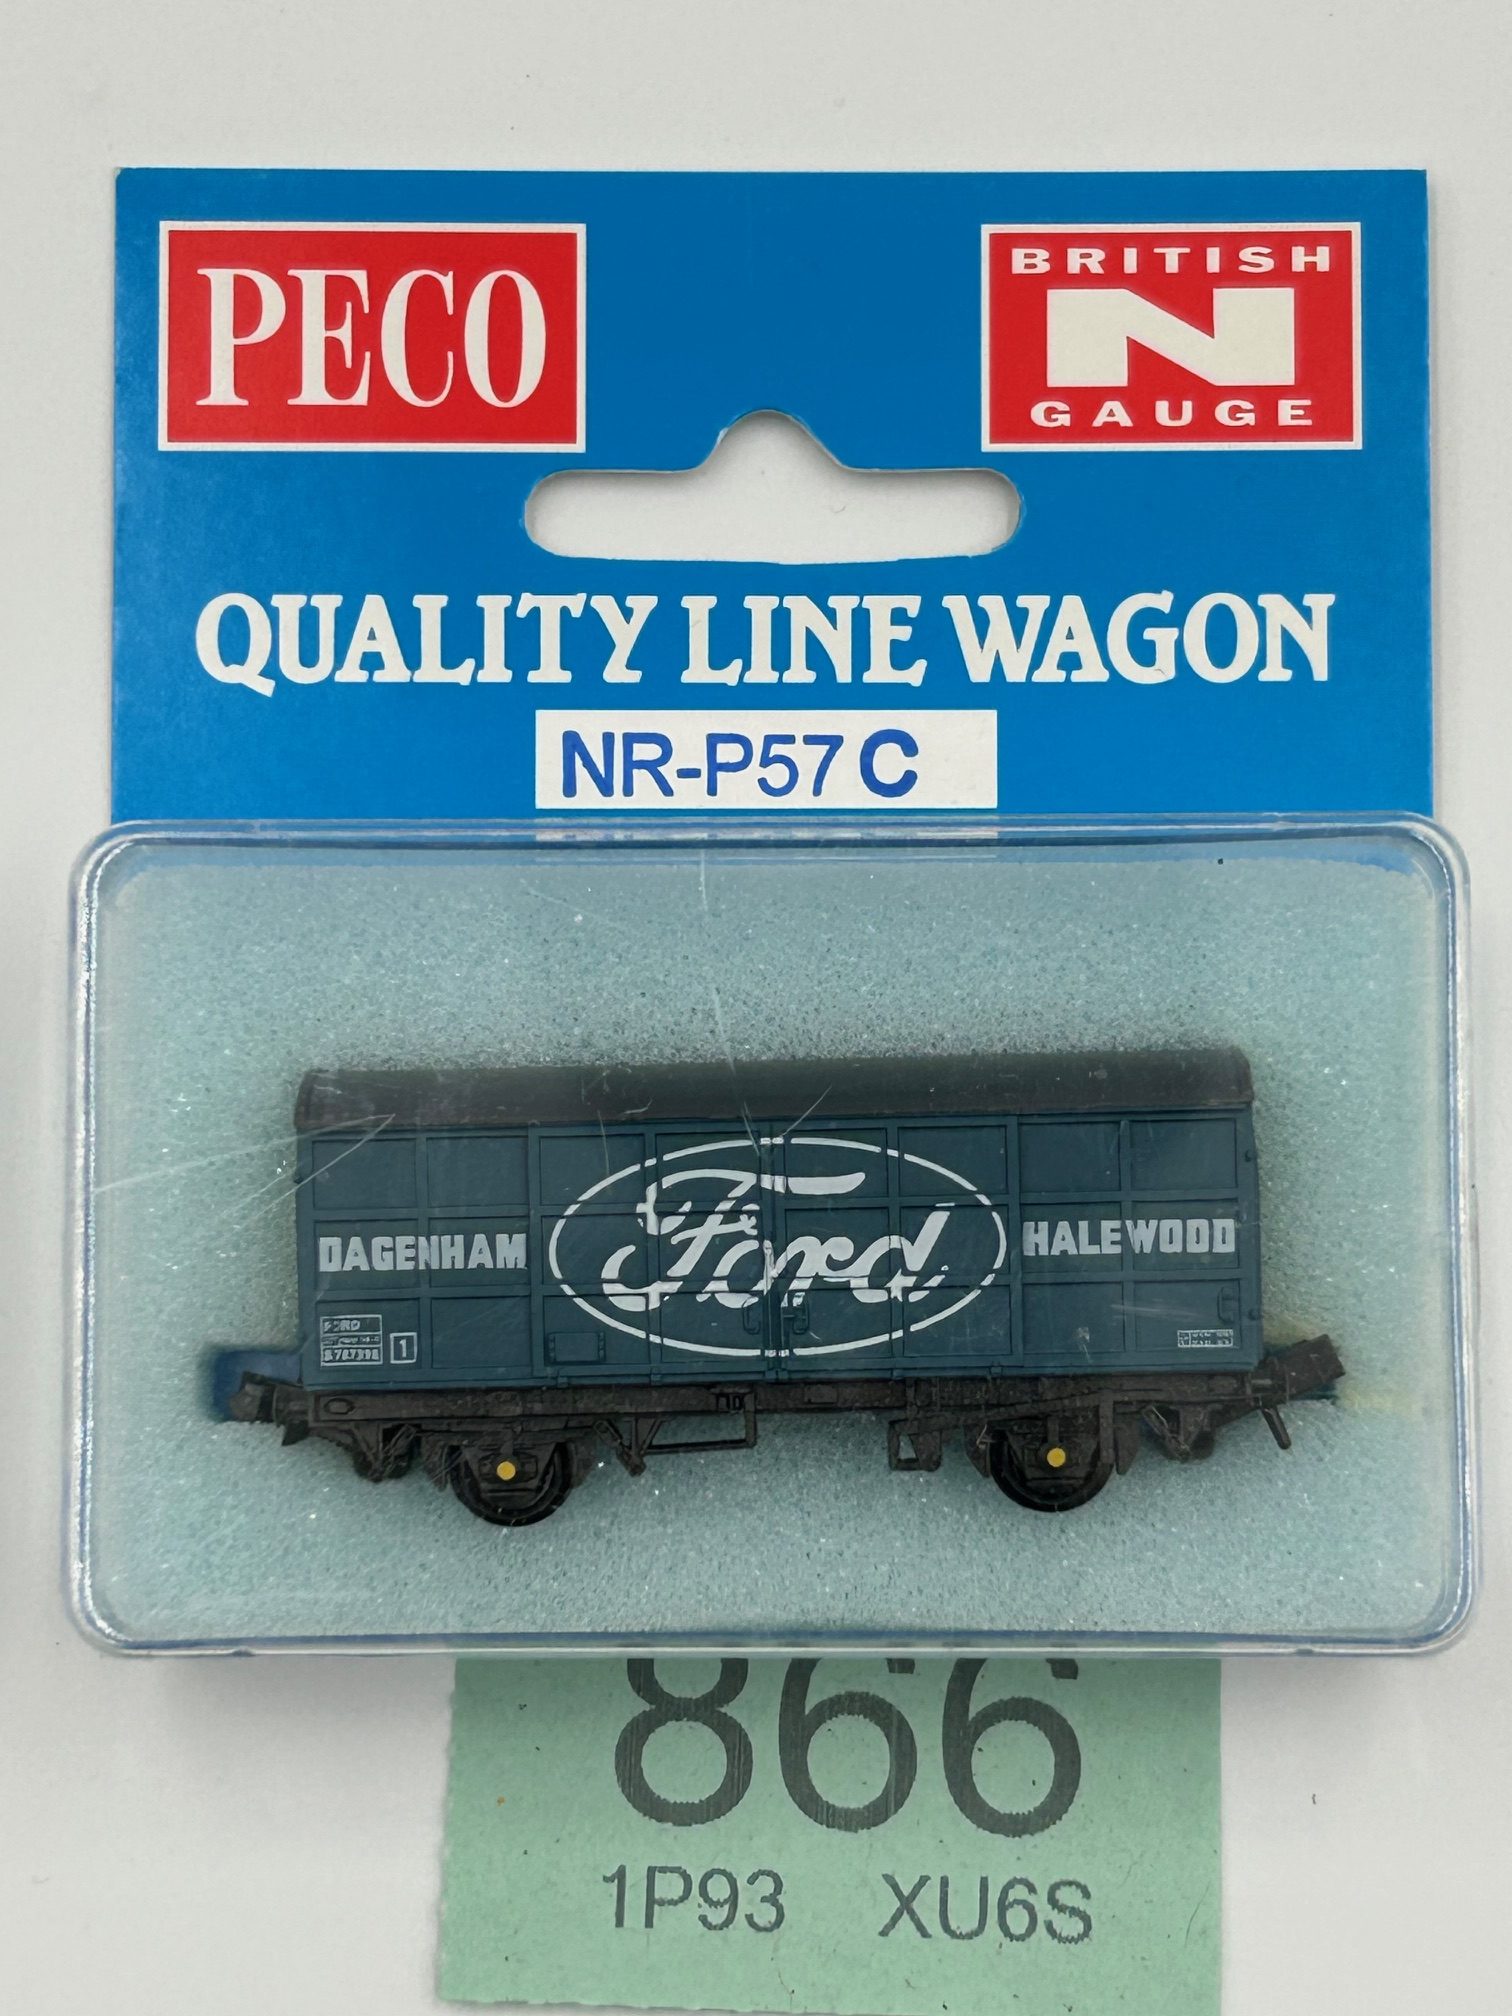 PECO
BRITISH
N
GAUGE
QUALITY LINE WAGON
NR-P57 C
DAGENHAM
Ford
HALEWOOD
1
866
1P93 XU6S